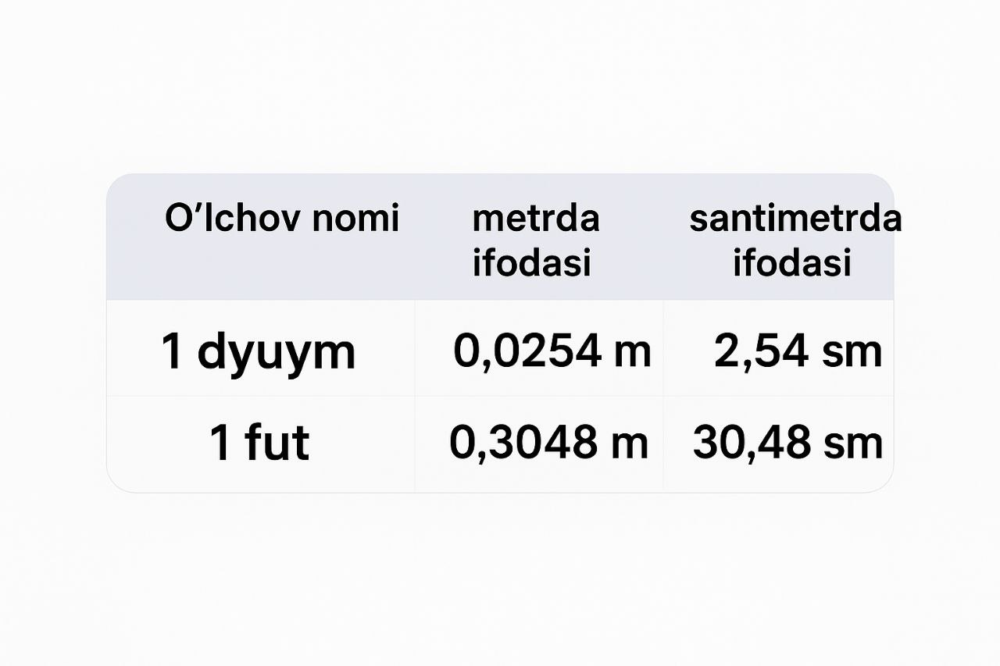 O’lchov nomi
metrda
ifodasi
santimetrda
ifodasi
1 dyuym
0,0254 m
2,54 sm
1 fut
0,3048 m
30,48 sm